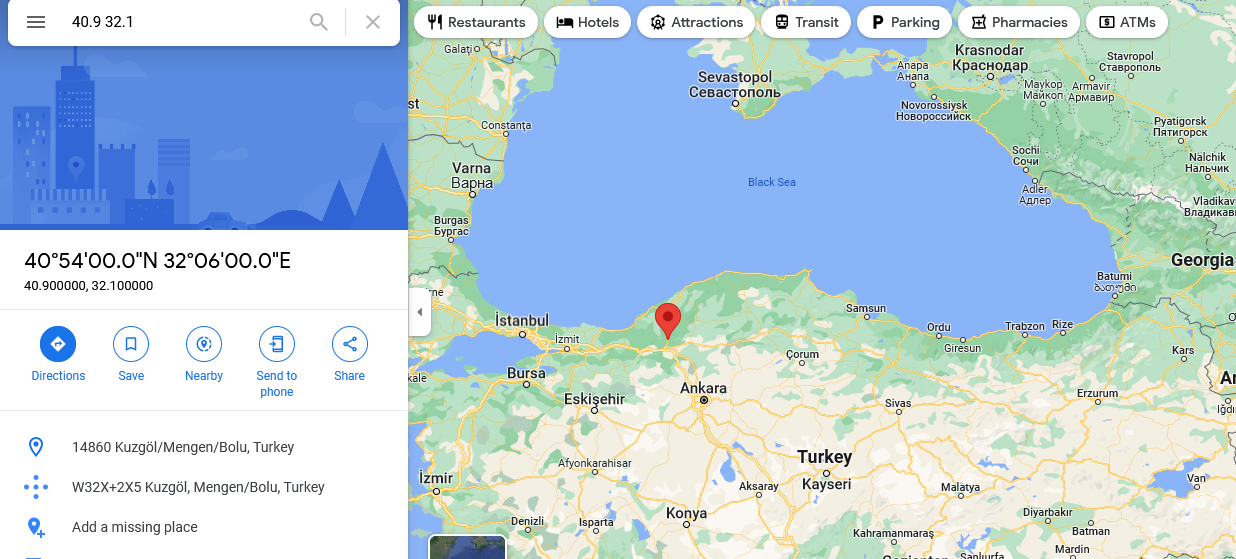 40.9 32.1
Restaurants
Hotels
Attractions
Transit
Parking
Pharmacies
ATMs
40°54'00.0"N 32°06'00.0"E
40.900000, 32.100000
Directions
Save
Nearby
Send to
phone
Share
14860 Kuzgöl/Mengen/Bolu, Turkey
W32X+2X5 Kuzgöl, Mengen/Bolu, Turkey
Add a missing place
Galați
Krasnodar
Краснодар
Stavropol
Ставрополь
Sevastopol
Севастополь
Anapa
Анапа
Maykop
Майкоп
Armavir
Армавир
st
Novorossiysk
Новороссийск
Constanța
Pyatigorsk
Пятигорск
Sochi
Сочи
Nalchik
Нальчик
Varna
Варна
Black Sea
Adler
Адлер
Vladikav
Владикав
Burgas
Бургас
Georgia
Batumi
ბათუმი
rne
İstanbul
Samsun
İzmit
Ordu
Giresun
Trabzon
Rize
Çorum
Kars
Bursa
kale
Ankara
Ar
Eskişehir
Sivas
Erzurum
Iğdı
Turkey
Kayseri
Afyonkarahisar
İzmir
Aksaray
Malatya
Van
Konya
Denizli
Isparta
Diyarbakır
Batman
Kahramanmaraş
Mardin
Gaziantep
Şanlıurfa